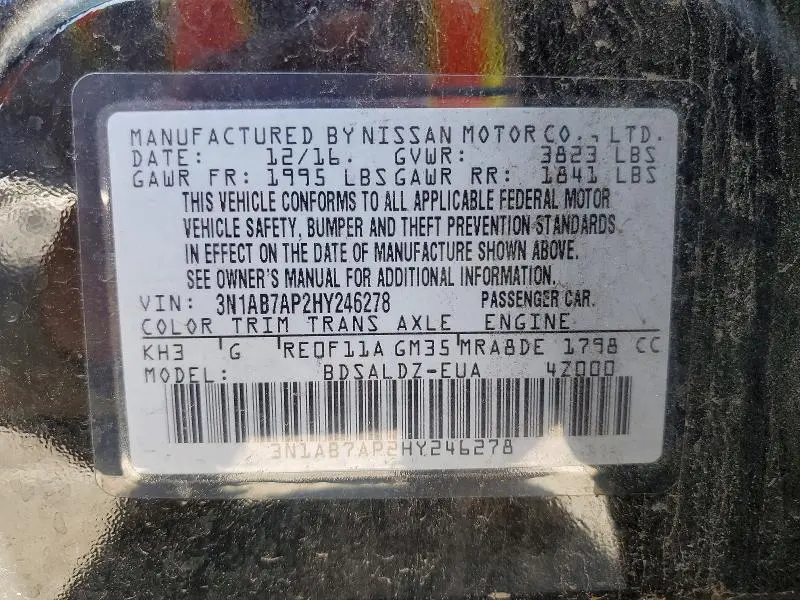 MANUFACTURED BY NISSAN MOTOR CO., LTD.
DATE: 12/16. GVWR: 3823 LBS
GAWR FR: 1995 LBS GAWR RR: 1841 LBS
THIS VEHICLE CONFORMS TO ALL APPLICABLE FEDERAL MOTOR
VEHICLE SAFETY, BUMPER AND THEFT PREVENTION STANDARDS
IN EFFECT ON THE DATE OF MANUFACTURE SHOWN ABOVE.
SEE OWNER'S MANUAL FOR ADDITIONAL INFORMATION.
VIN: 3N1AB7AP2HY246278 PASSENGER CAR.
COLOR TRIM TRANS AXLE ENGINE
KH3 G RE0F11A GM35 MRA8DE 1798 CC
MODEL: BDSALDZ-EUA 4Z000
3N1AB7AP2HY246278